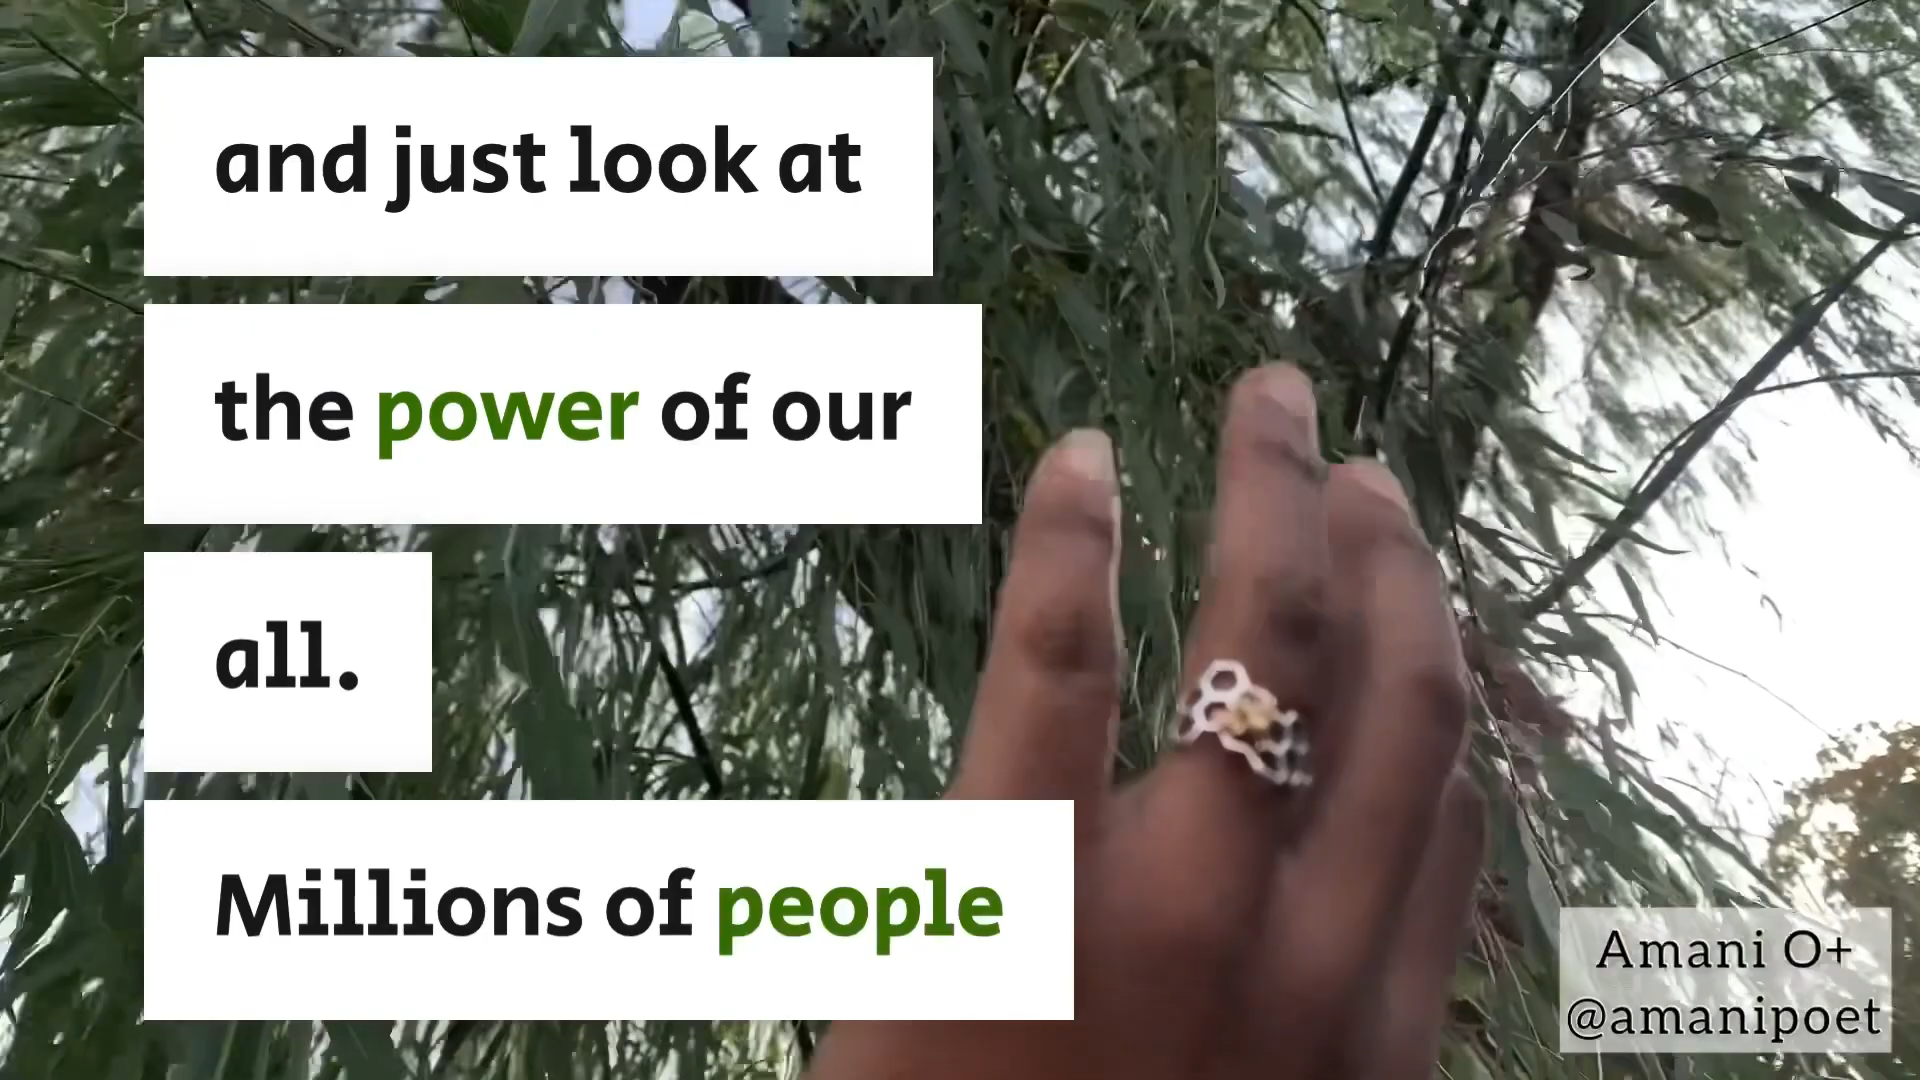 and just look at
the power of our
all.
Millions of people
Amani O+
@amanipoet